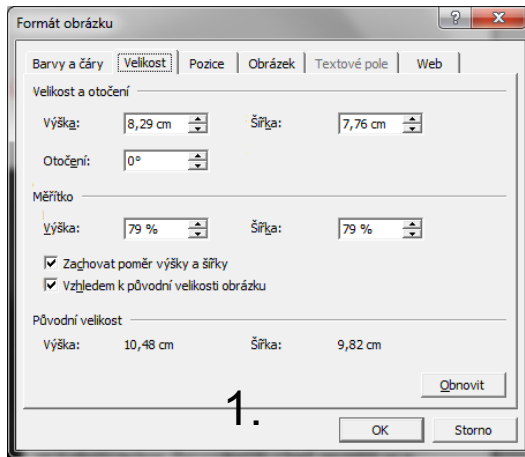 Formát obrázku
Barvy a čáry Velikost Pozice Obrázek Textové pole Web
Velikost a otočení
Výška: 8,29 cm Šířka: 7,76 cm
Otočení: 0°
Měřítko
Výška: 79 % Šířka: 79 %
Zachovat poměr výšky a šířky
Vzhledem k původní velikosti obrázku
Původní velikost
Výška: 10,48 cm Šířka: 9,82 cm
Obnovit
1.
OK Storno